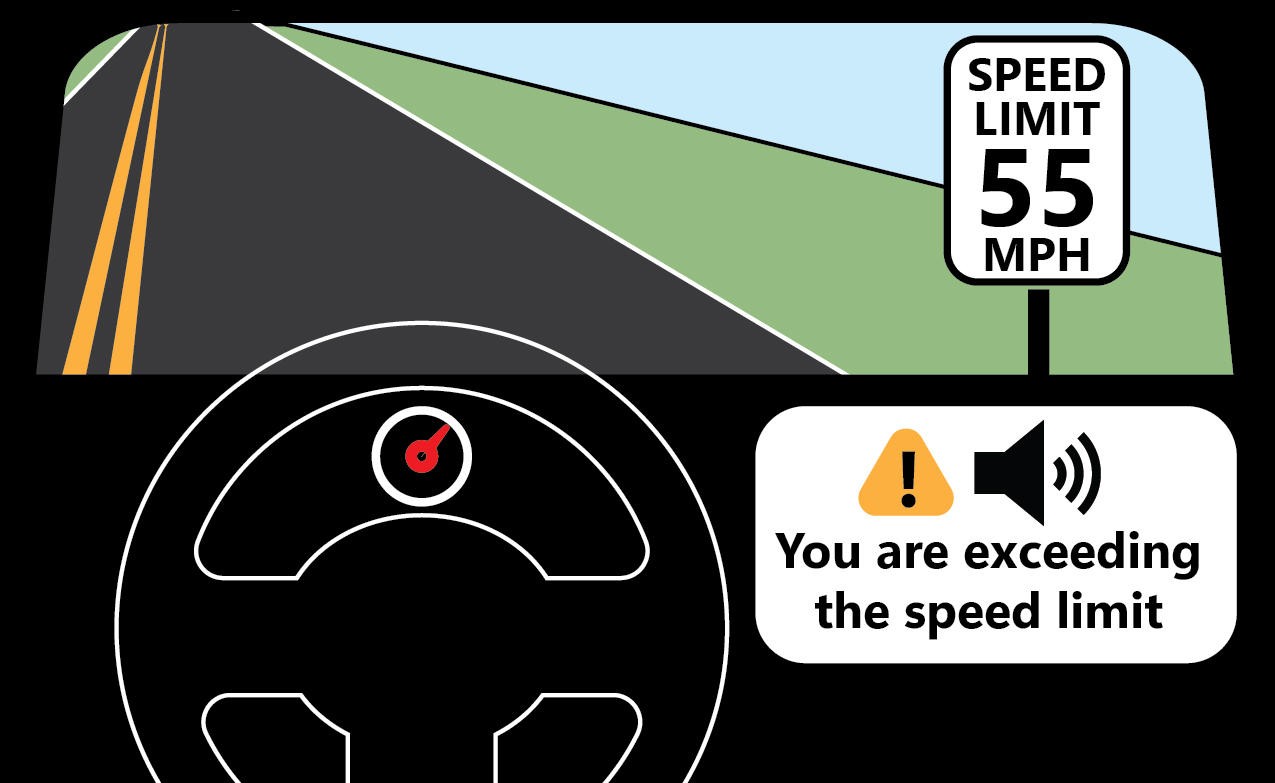 SPEED
LIMIT
55
MPH
!
You are exceeding
the speed limit